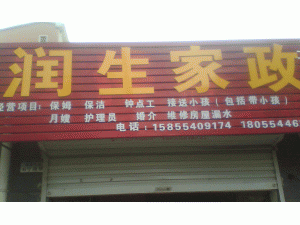 润生家政
经营项目: 保姆 保洁 钟点工 接送小孩(包括带小孩)
月嫂 护理员 婚介 维修房屋漏水
电话:15855409174 18055446